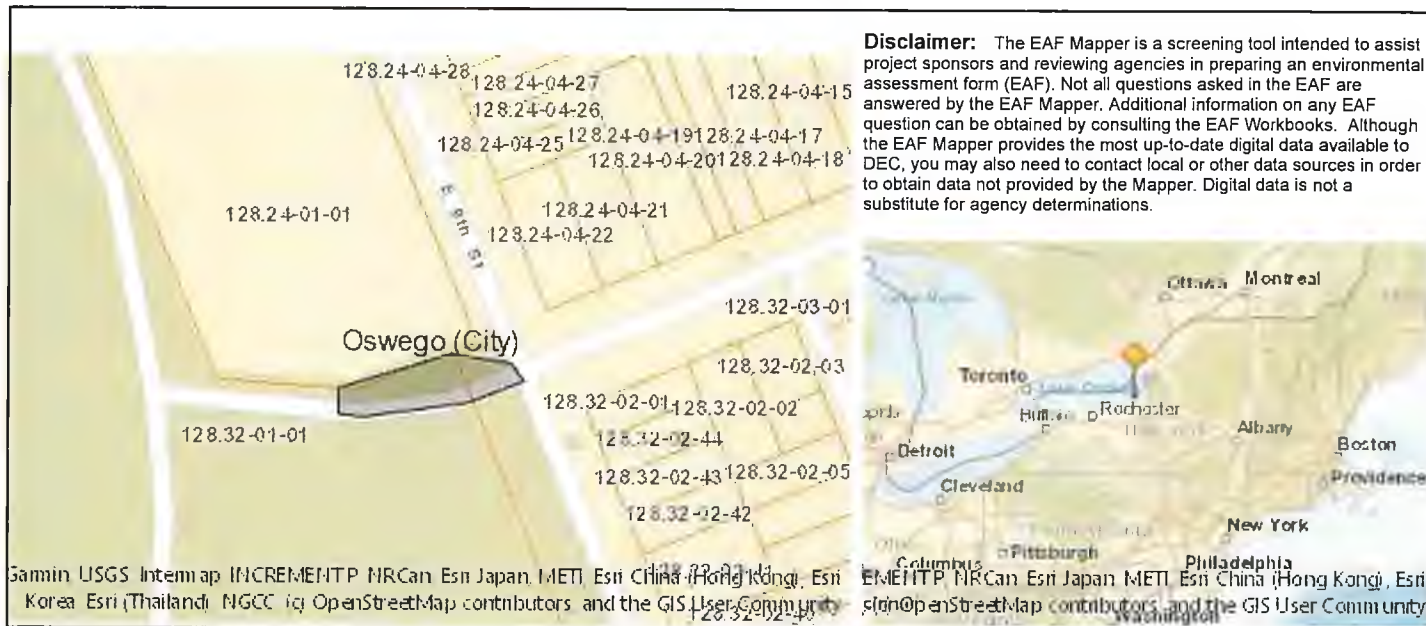 Disclaimer: The EAF Mapper is a screening tool intended to assist
project sponsors and reviewing agencies in preparing an environmental
assessment form (EAF). Not all questions asked in the EAF are
answered by the EAF Mapper. Additional information on any EAF
question can be obtained by consulting the EAF Workbooks. Although
the EAF Mapper provides the most up-to-date digital data available to
DEC, you may also need to contact local or other data sources in order
to obtain data not provided by the Mapper. Digital data is not a
substitute for agency determinations.
128.24-04-28
128.24-04-27
128.24-04-15
128.24-04-26
128.24-04-25
128.24-04-19
128.24-04-17
128.24-04-20
128.24-04-18
128.24-01-01
E 9th St
128.24-04-21
128.24-04-22
128.32-03-01
Oswego (City)
128.32-02-03
128.32-02-01
128.32-02-02
128.32-01-01
128.32-02-44
128.32-02-43
128.32-02-05
128.32-02-42
Garmin USGS Intermap INCREMENT P NRCan Esri Japan, METI, Esri China (Hong Kong), Esri
Korea Esri (Thailand) NGCC (c) OpenStreetMap contributors, and the GIS User Community
Ottawa
Montreal
Toronto
Rochester
Albany
Detroit
Boston
Providence
Cleveland
New York
Pittsburgh
Columbus
Philadelphia
EMENT P NRCan Esri Japan METI, Esri China (Hong Kong), Esri
OpenStreetMap contributors, and the GIS User Community
Washington